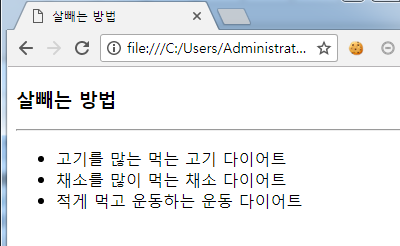 살빼는 방법
file:///C:/Users/Administrat...
살빼는 방법
고기를 많는 먹는 고기 다이어트
채소를 많이 먹는 채소 다이어트
적게 먹고 운동하는 운동 다이어트